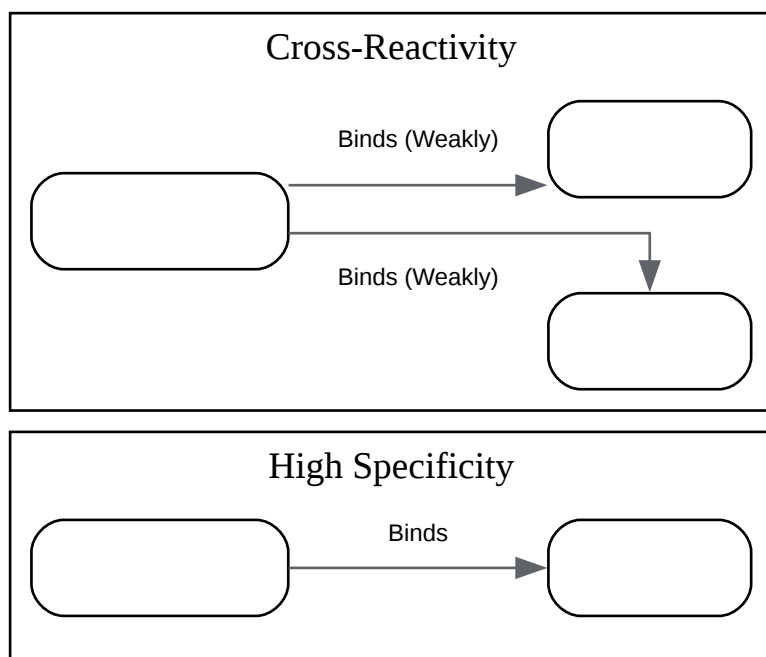 Cross-Reactivity
Binds (Weakly)
Binds (Weakly)
High Specificity
Binds